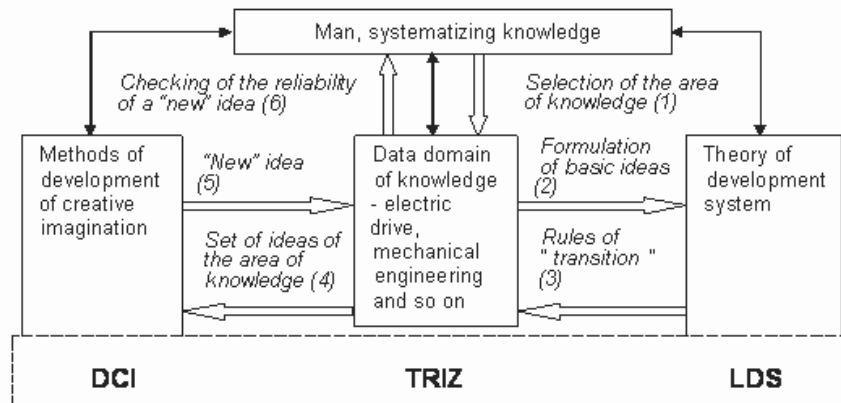 Man, systematizing knowledge
Checking of the reliability
of a "new" idea (6)
Selection of the area
of knowledge (1)
Methods of
development
of creative
imagination
"New" idea
(5)
Set of ideas of
the area of
knowledge (4)
Data domain
of knowledge
- electric
drive,
mechanical
engineering
and so on
Formulation
of basic ideas
(2)
Rules of
" transition "
(3)
Theory of
development
system
DCI
TRIZ
LDS